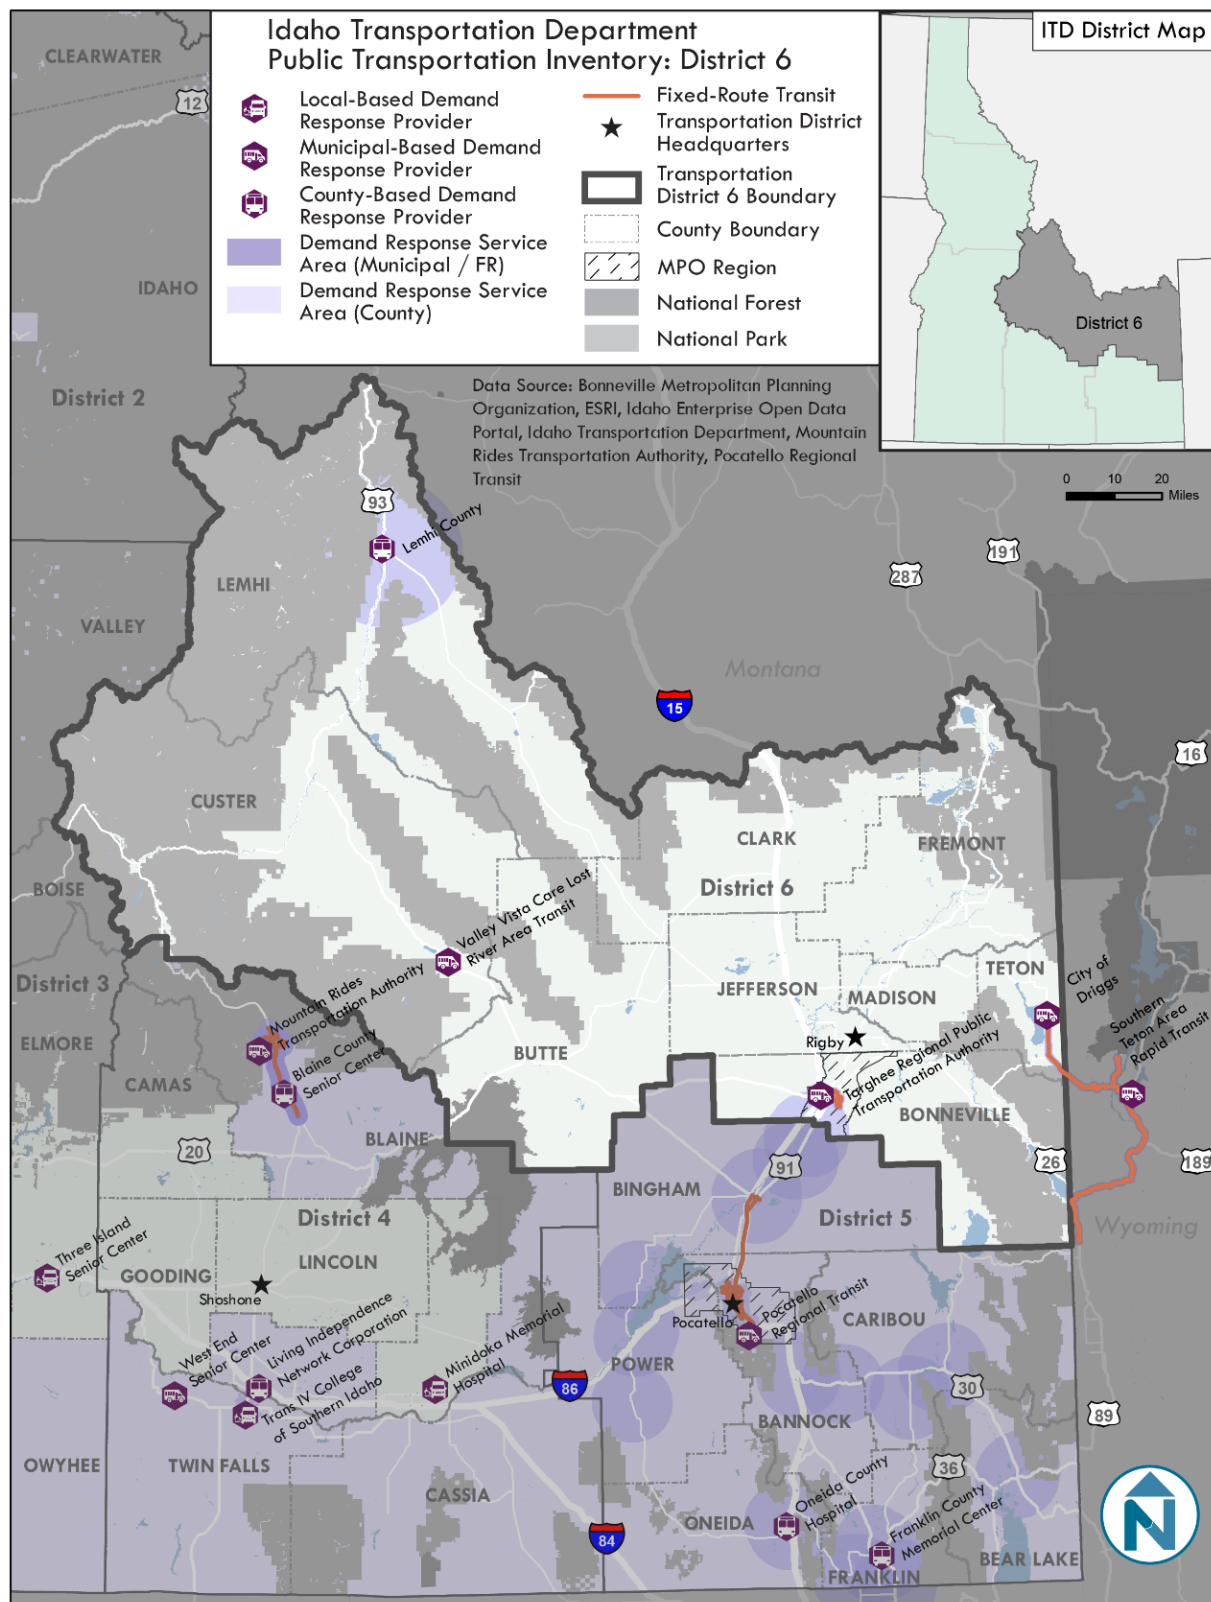 Idaho Transportation Department
Public Transportation Inventory: District 6
Local-Based Demand
Response Provider
Municipal-Based Demand
Response Provider
County-Based Demand
Response Provider
Demand Response Service
Area (Municipal / FR)
Demand Response Service
Area (County)
Fixed-Route Transit
Transportation District
Headquarters
Transportation
District 6 Boundary
County Boundary
MPO Region
National Forest
National Park
ITD District Map
District 6
Data Source: Bonneville Metropolitan Planning
Organization, ESRI, Idaho Enterprise Open Data
Portal, Idaho Transportation Department, Mountain
Rides Transportation Authority, Pocatello Regional
Transit
0 10 20
Miles
CLEARWATER
12
IDAHO
District 2
93
Lemhi County
LEMHI
VALLEY
191
287
Montana
15
16
CUSTER
CLARK
FREMONT
BOISE
District 6
Valley Vista Care Lost
River Area Transit
District 3
TETON
City of
Driggs
JEFFERSON
MADISON
Mountain Rides
Transportation Authority
Southern
Teton Area
Rapid Transit
ELMORE
Rigby
BUTTE
Targhee Regional Public
Transportation Authority
Blaine County
Senior Center
CAMAS
BONNEVILLE
BLAINE
20
91
26
189
BINGHAM
District 4
District 5
Wyoming
Three Island
Senior Center
GOODING
LINCOLN
Shoshone
Pocatello
Pocatello
Regional Transit
CARIBOU
West End
Senior Center
Living Independence
Network Corporation
Trans IV College
of Southern Idaho
Minidoka Memorial
Hospital
POWER
86
30
89
BANNOCK
OWYHEE
TWIN FALLS
CASSIA
36
Oneida County
Hospital
ONEIDA
Franklin County
Memorial Center
84
BEAR LAKE
FRANKLIN
N